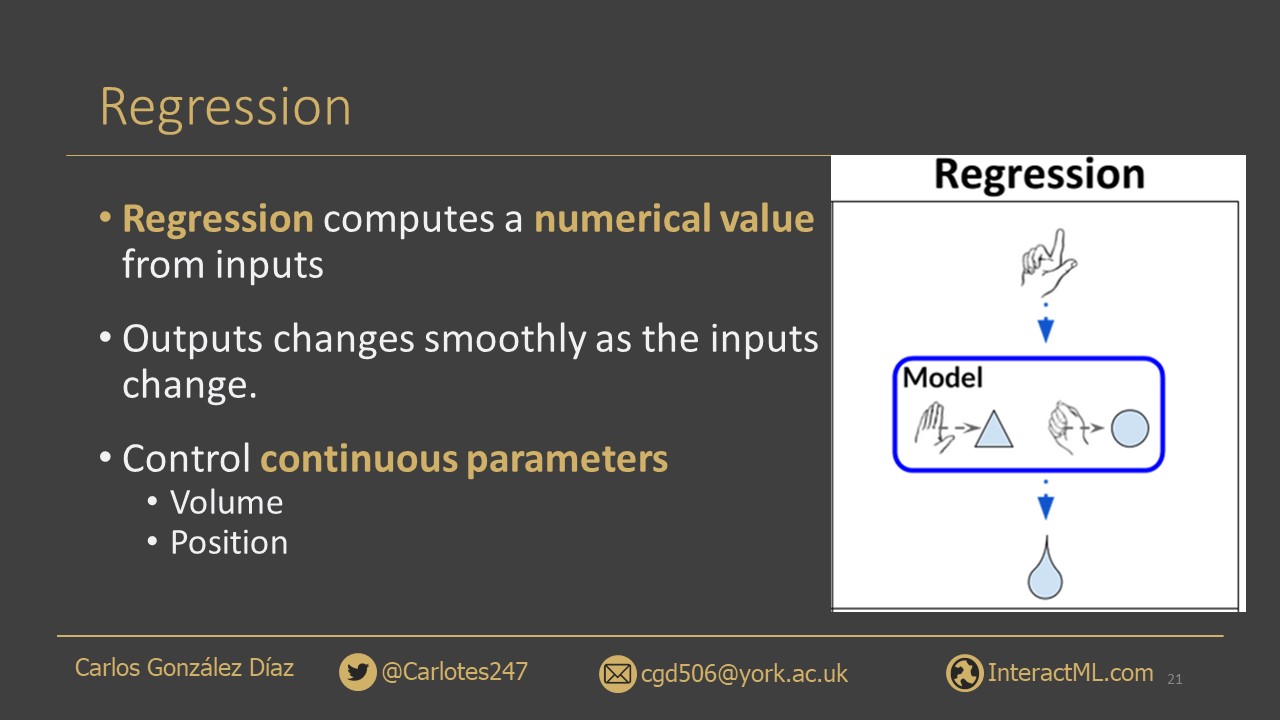 Regression
• Regression computes a numerical value
from inputs
• Outputs changes smoothly as the inputs
change.
• Control continuous parameters
• Volume
• Position
Regression
Model
Carlos González Díaz
@Carlotes247
cgd506@york.ac.uk
InteractML.com
21